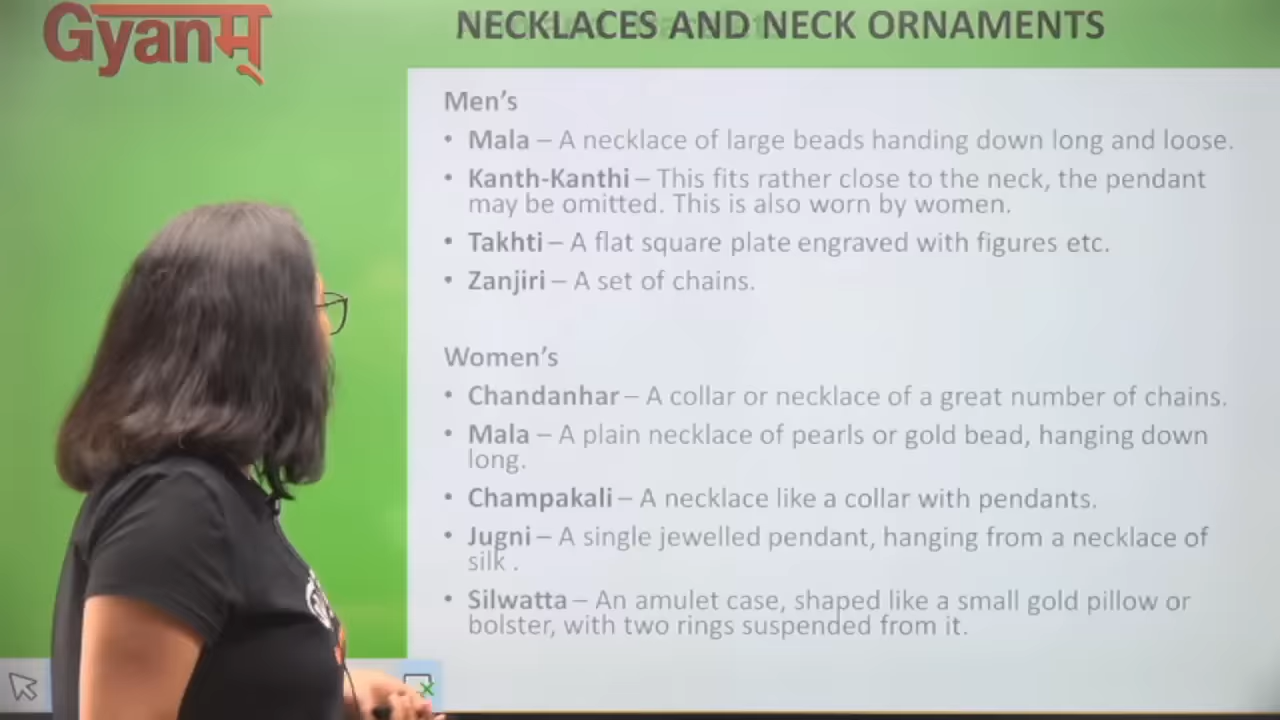 Gyanम्
NECKLACES AND NECK ORNAMENTS
Men’s
• Mala – A necklace of large beads handing down long and loose.
• Kanth-Kanthi – This fits rather close to the neck, the pendant
may be omitted. This is also worn by women.
• Takhti – A flat square plate engraved with figures etc.
• Zanjiri – A set of chains.
Women’s
• Chandanhar – A collar or necklace of a great number of chains.
• Mala – A plain necklace of pearls or gold bead, hanging down
long.
• Champakali – A necklace like a collar with pendants.
• Jugni – A single jewelled pendant, hanging from a necklace of
silk .
• Silwatta – An amulet case, shaped like a small gold pillow or
bolster, with two rings suspended from it.